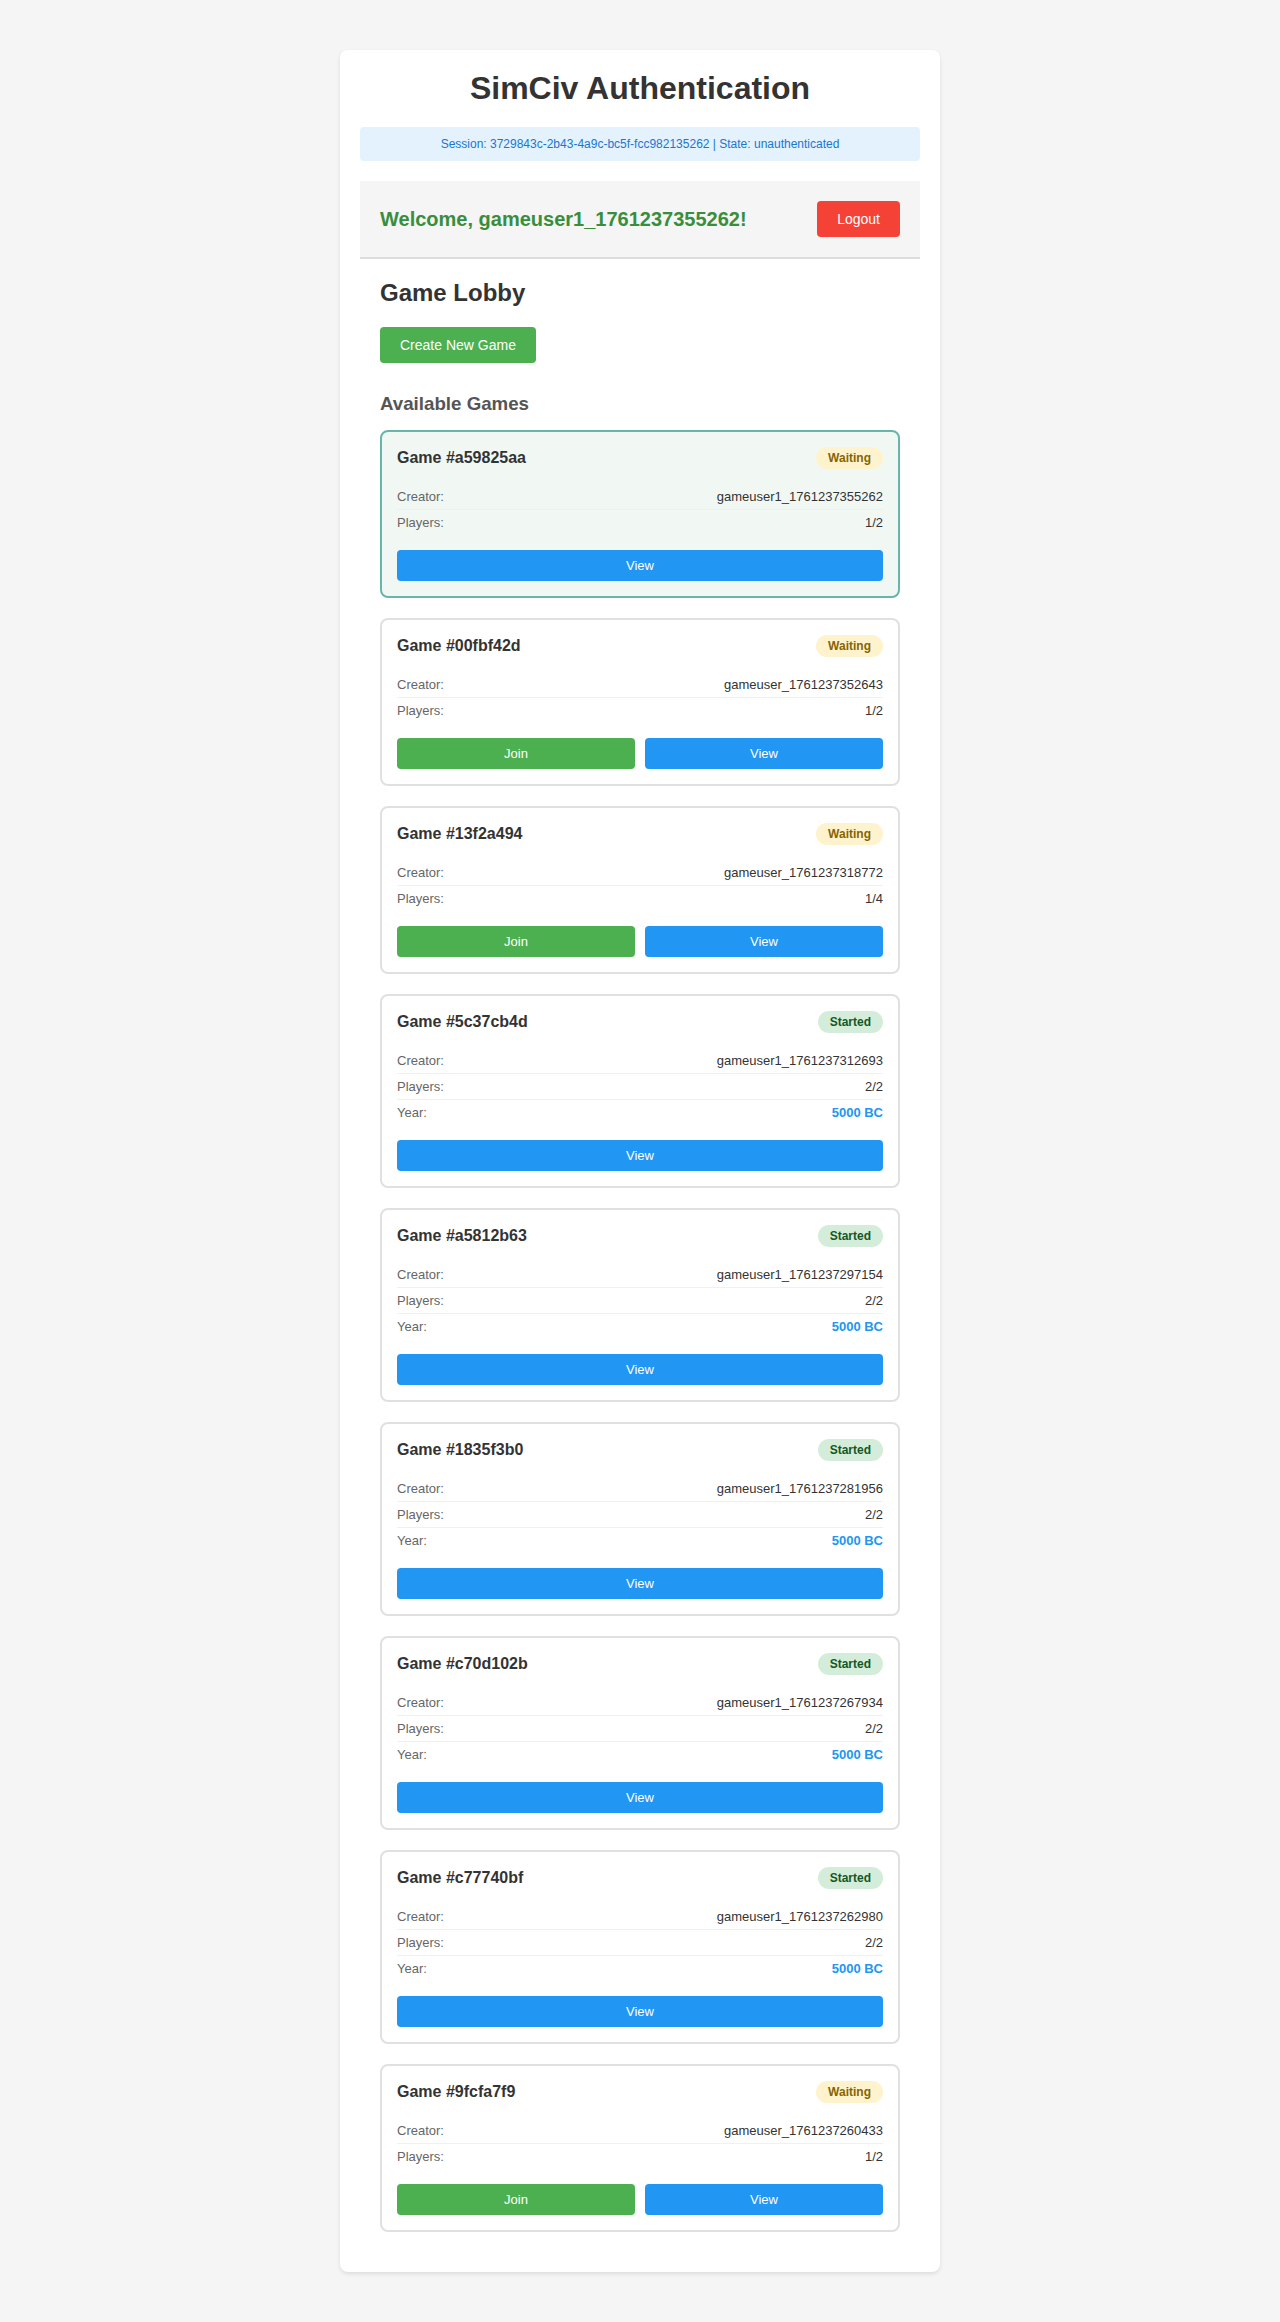 SimCiv Authentication
Session: 3729843c-2b43-4a9c-bc5f-fcc982135262 | State: unauthenticated
Welcome, gameuser1_1761237355262!
Logout
Game Lobby
Create New Game
Available Games
Game #a59825aa
Waiting
Creator: gameuser1_1761237355262
Players: 1/2
View
Game #00fbf42d
Waiting
Creator: gameuser_1761237352643
Players: 1/2
Join
View
Game #13f2a494
Waiting
Creator: gameuser_1761237318772
Players: 1/4
Join
View
Game #5c37cb4d
Started
Creator: gameuser1_1761237312693
Players: 2/2
Year: 5000 BC
View
Game #a5812b63
Started
Creator: gameuser1_1761237297154
Players: 2/2
Year: 5000 BC
View
Game #1835f3b0
Started
Creator: gameuser1_1761237281956
Players: 2/2
Year: 5000 BC
View
Game #c70d102b
Started
Creator: gameuser1_1761237267934
Players: 2/2
Year: 5000 BC
View
Game #c77740bf
Started
Creator: gameuser1_1761237262980
Players: 2/2
Year: 5000 BC
View
Game #9fcfa7f9
Waiting
Creator: gameuser_1761237260433
Players: 1/2
Join
View